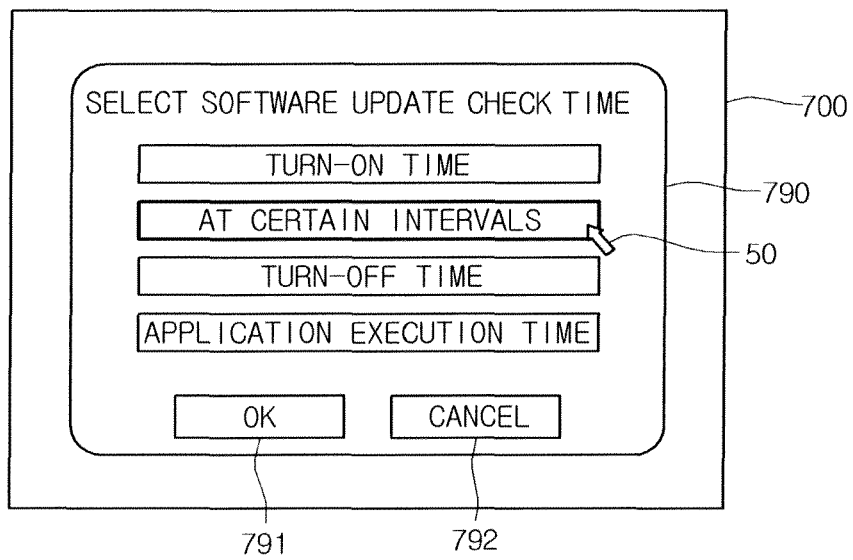 SELECT SOFTWARE UPDATE CHECK TIME
700
TURN-ON TIME
790
AT CERTAIN INTERVALS
50
TURN-OFF TIME
APPLICATION EXECUTION TIME
OK
CANCEL
791
792